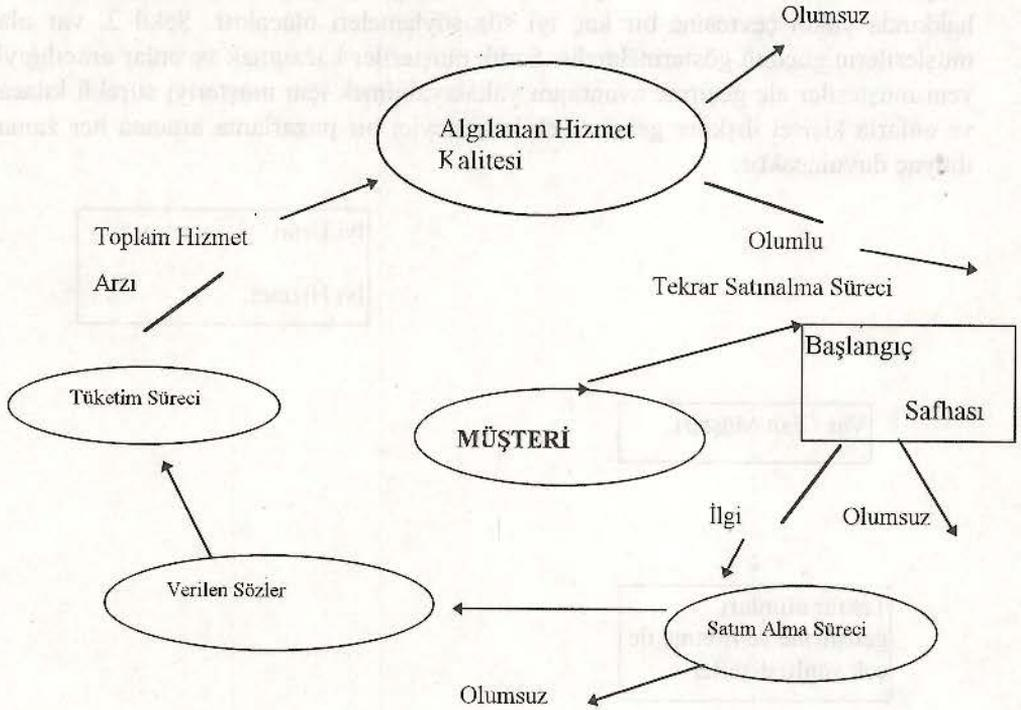 Olumsuz
Algılanan Hizmet
Kalitesi
Toplam Hizmet
Arzı
Olumlu
Tekrar Satınalma Süreci
Başlangıç
Safhası
Tüketim Süreci
MÜŞTERİ
İlgi
Olumsuz
Verilen Sözler
Satım Alma Süreci
Olumsuz